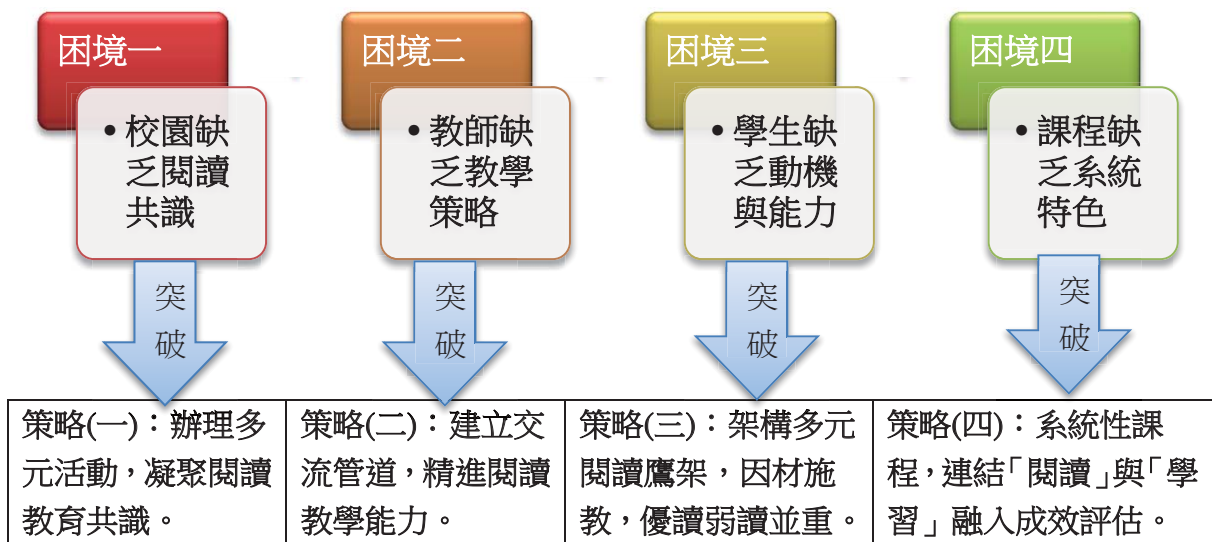 困境一
• 校園缺
乏閱讀
共識
困境二
• 教師缺
乏教學
策略
困境三
• 學生缺
乏動機
與能力
困境四
• 課程缺
乏系統
特色
突
破
突
破
突
破
突
破
策略(一)：辦理多
元活動，凝聚閱讀
教育共識。
策略(二)：建立交
流管道，精進閱讀
教學能力。
策略(三)：架構多元
閱讀鷹架，因材施
教，優讀弱讀並重。
策略(四)：系統性課
程，連結「閱讀」與「學
習」融入成效評估。